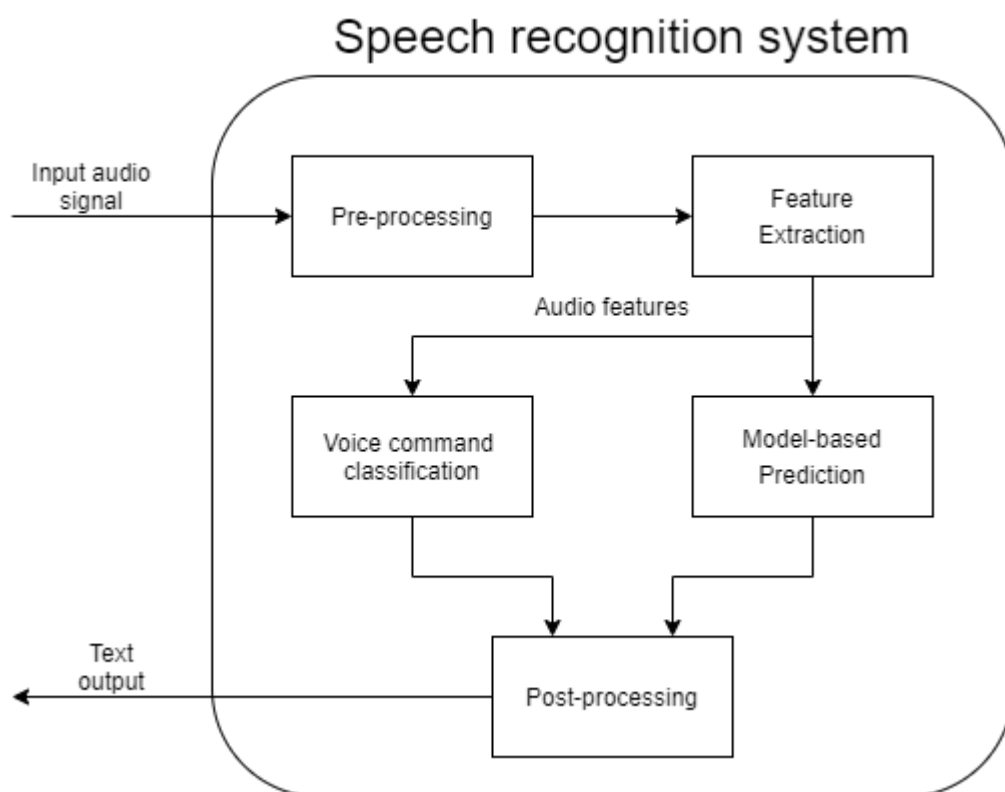 Speech recognition system
Input audio
signal
Pre-processing
Feature
Extraction
Audio features
Voice command
classification
Model-based
Prediction
Text
output
Post-processing